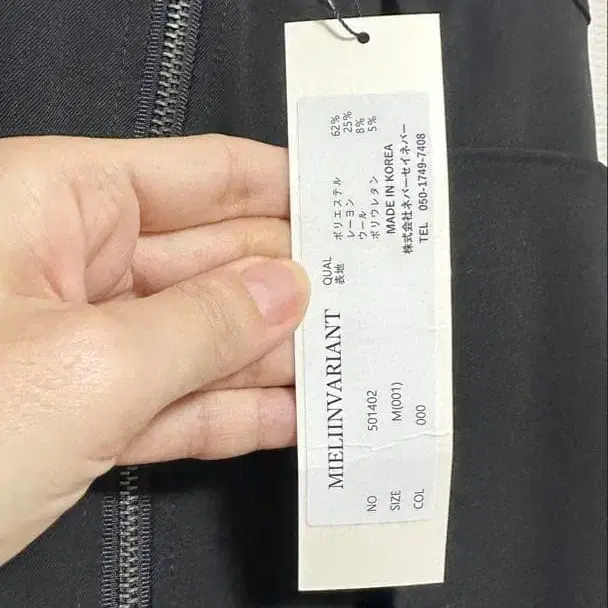 MIELIINVARIANT
NO 501402
SIZE M(001)
COL 000
QUAL
表地 ポリエステル 62%
レーヨン 25%
ウール 8%
ポリウレタン 5%
MADE IN KOREA
株式会社ネバーセイネバー
TEL 050-1749-7408